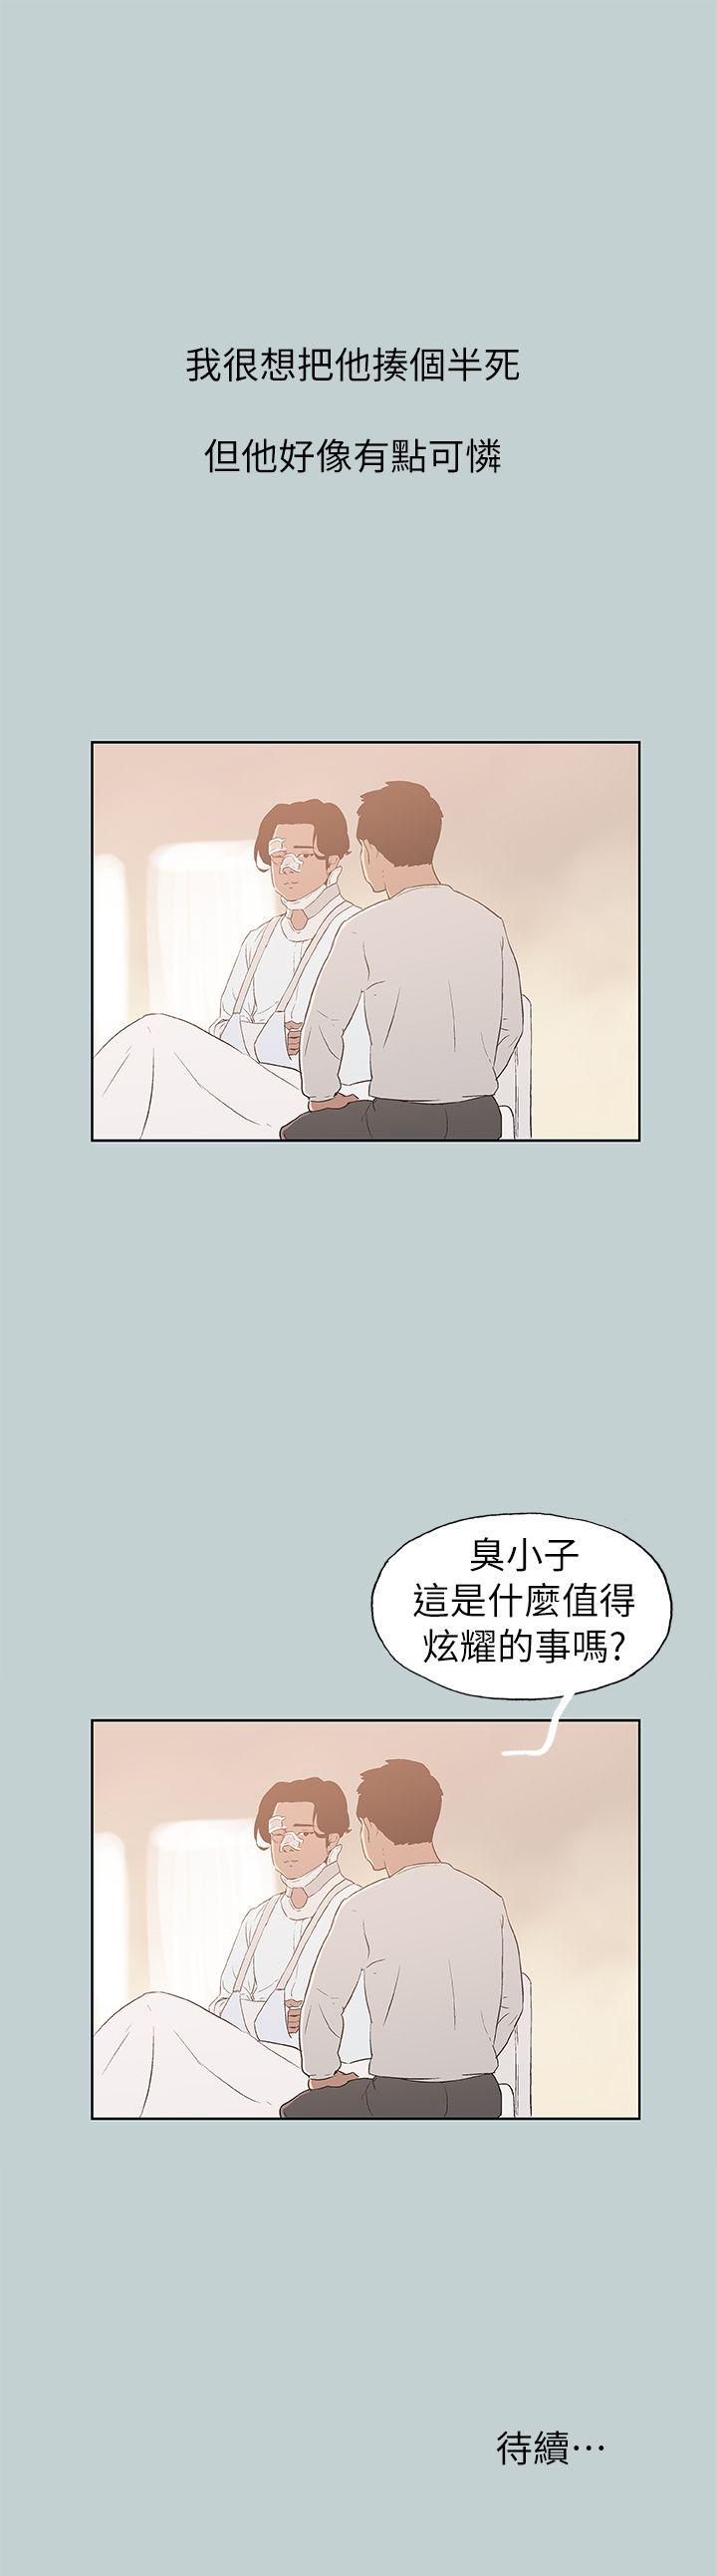 我很想把他揍個半死
但他好像有點可憐
臭小子
這是什麼值得
炫耀的事嗎?
待續…